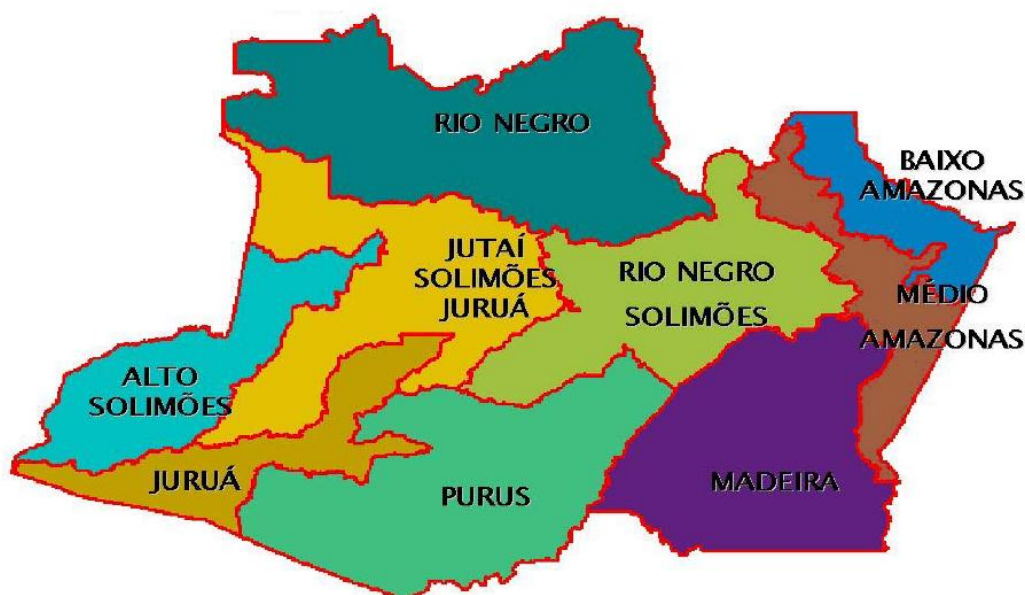 RIO NEGRO
BAIXO
AMAZONAS
JUTAÍ
SOLIMÕES
JURUÁ
RIO NEGRO
SOLIMÕES
MÉDIO
AMAZONAS
ALTO
SOLIMÕES
JURUÁ
PURUS
MADEIRA